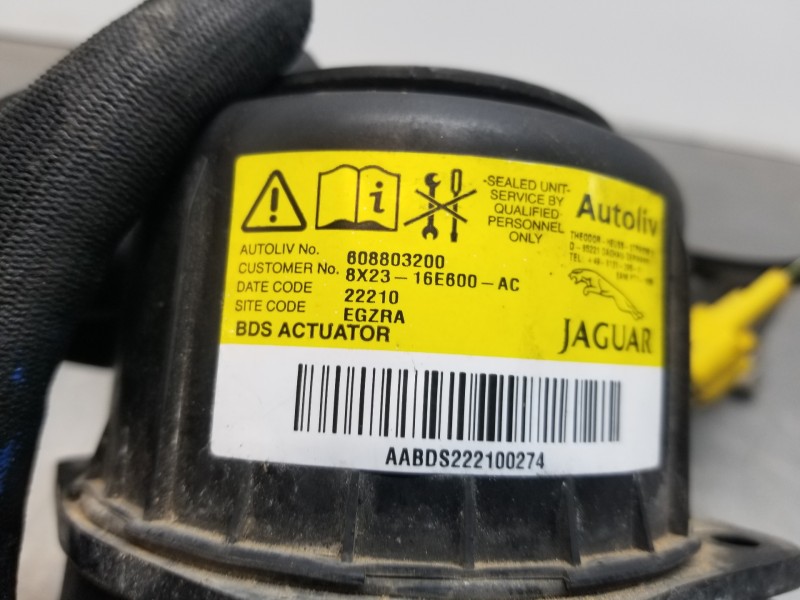 -SEALED UNIT-
SERVICE BY
QUALIFIED
PERSONNEL
ONLY
Autoliv
AUTOLIV No. 608803200
CUSTOMER No. 8X23-16E600-AC
DATE CODE 22210
SITE CODE EGZRA
BDS ACTUATOR
JAGUAR
AABDS222100274